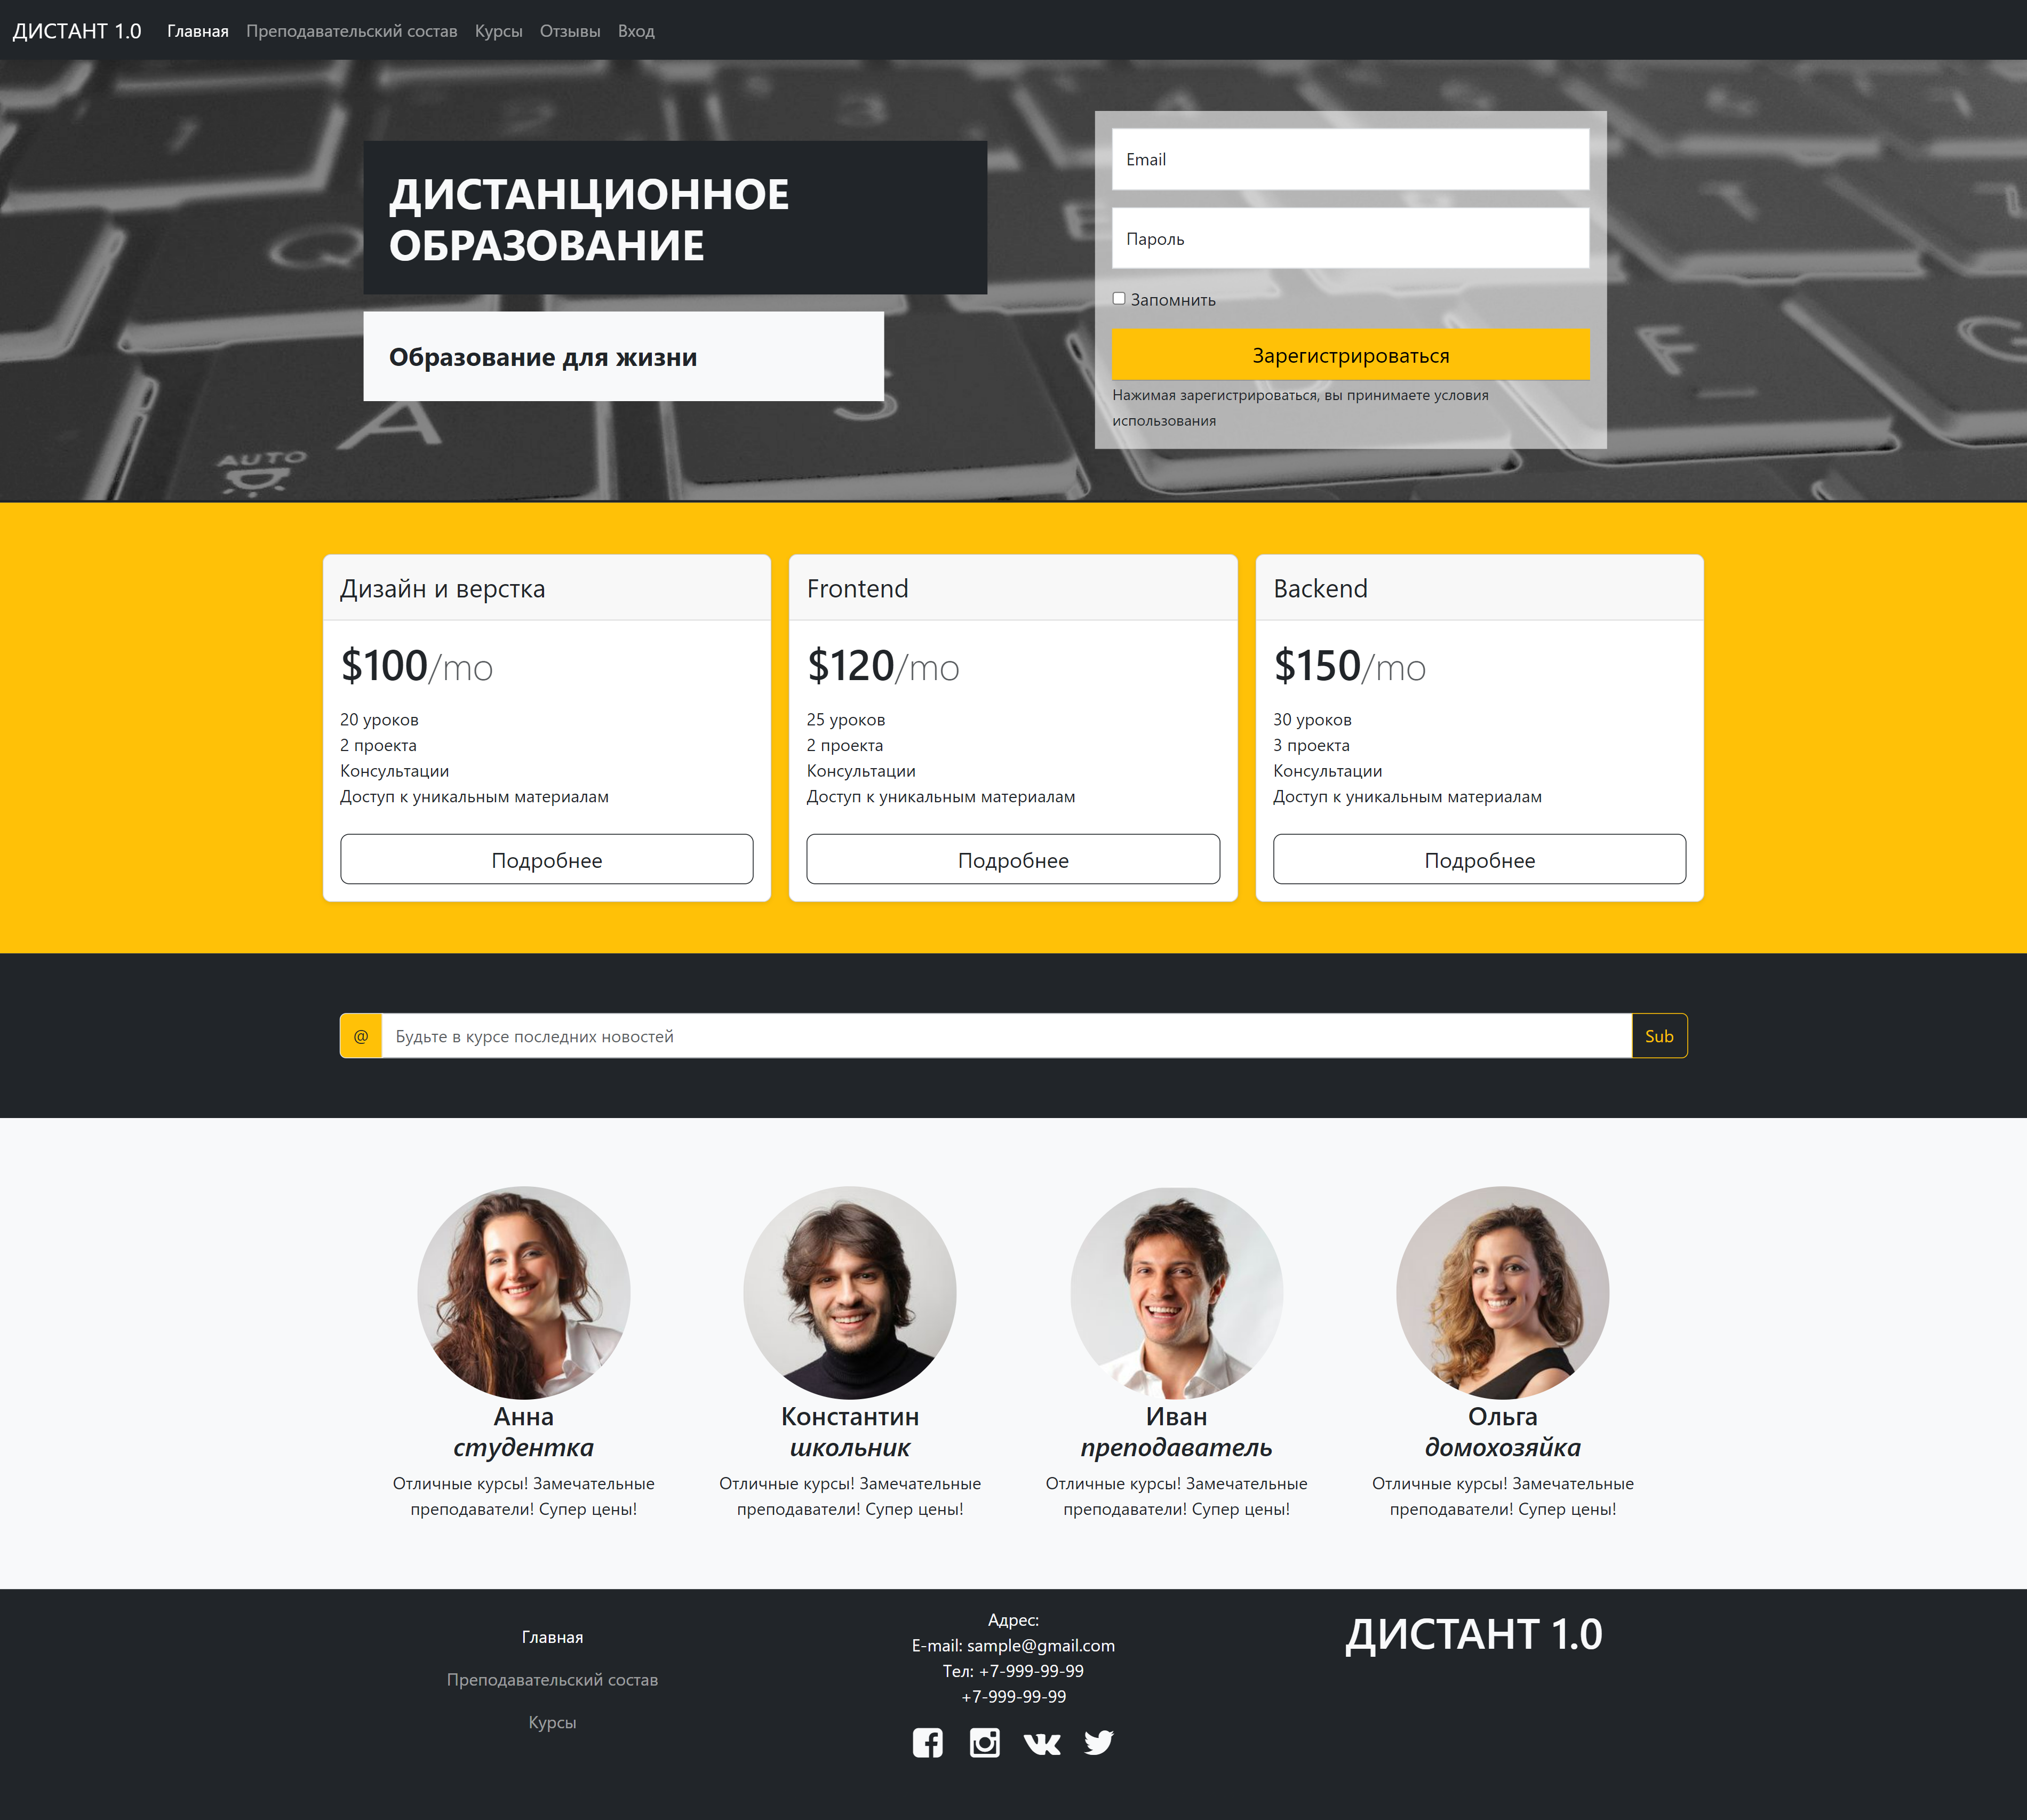 ДИСТАНТ 1.0 Главная Преподавательский состав Курсы Отзывы Вход
ДИСТАНЦИОННОЕ
ОБРАЗОВАНИЕ
Образование для жизни
Email
Пароль
Запомнить
Зарегистрироваться
Нажимая зарегистрироваться, вы принимаете условия
использования
AUTO
Дизайн и верстка
$100/mo
20 уроков
2 проекта
Консультации
Доступ к уникальным материалам
Подробнее
Frontend
$120/mo
25 уроков
2 проекта
Консультации
Доступ к уникальным материалам
Подробнее
Backend
$150/mo
30 уроков
3 проекта
Консультации
Доступ к уникальным материалам
Подробнее
@ Будьте в курсе последних новостей Sub
Анна
студентка
Отличные курсы! Замечательные
преподаватели! Супер цены!
Константин
школьник
Отличные курсы! Замечательные
преподаватели! Супер цены!
Иван
преподаватель
Отличные курсы! Замечательные
преподаватели! Супер цены!
Ольга
домохозяйка
Отличные курсы! Замечательные
преподаватели! Супер цены!
Главная
Преподавательский состав
Курсы
Адрес:
E-mail: sample@gmail.com
Тел: +7-999-99-99
+7-999-99-99
ДИСТАНТ 1.0